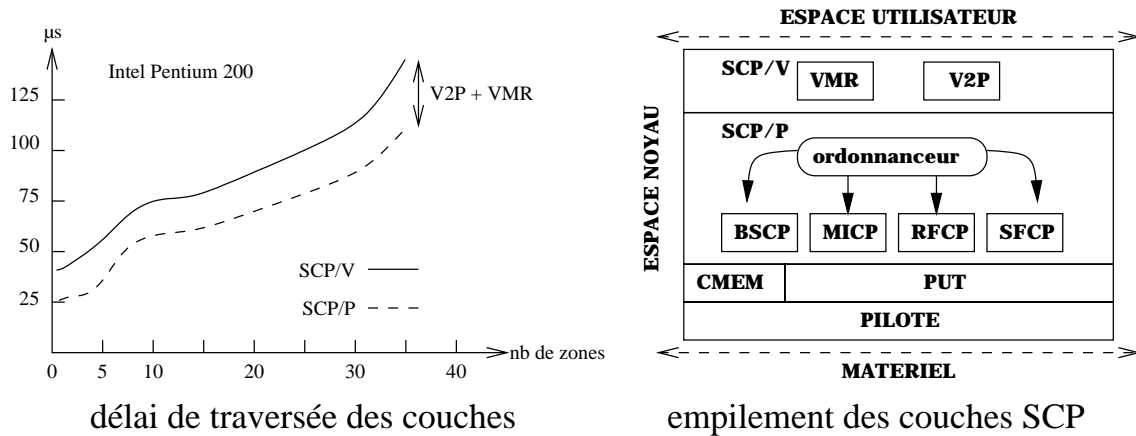 µs
Intel Pentium 200
125
100
75
50
25
V2P + VMR
SCP/V
SCP/P
0 5 10 20 30 40
nb de zones
délai de traversée des couches
ESPACE UTILISATEUR
ESPACE NOYAU
SCP/V
VMR V2P
SCP/P
ordonnanceur
BSCP MICP RFCP SFCP
CMEM PUT
PILOTE
MATERIEL
empilement des couches SCP